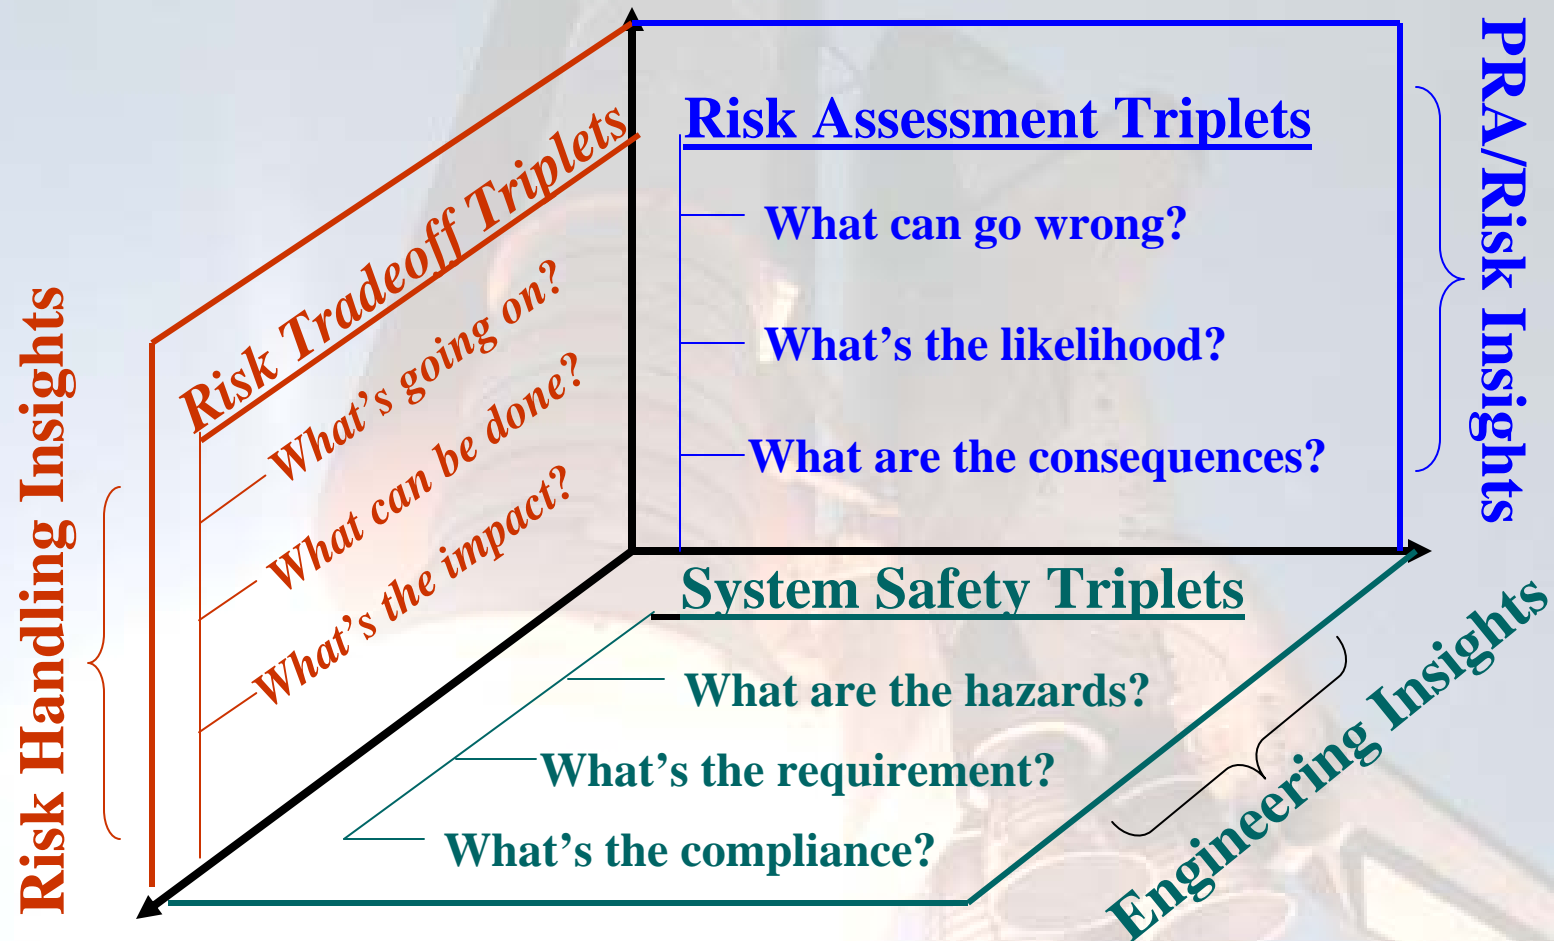 Risk Handling Insights
Risk Tradeoff Triplets
What’s going on?
What can be done?
What’s the impact?
Risk Assessment Triplets
What can go wrong?
What’s the likelihood?
What are the consequences?
PRA/Risk Insights
System Safety Triplets
What are the hazards?
What’s the requirement?
What’s the compliance?
Engineering Insights